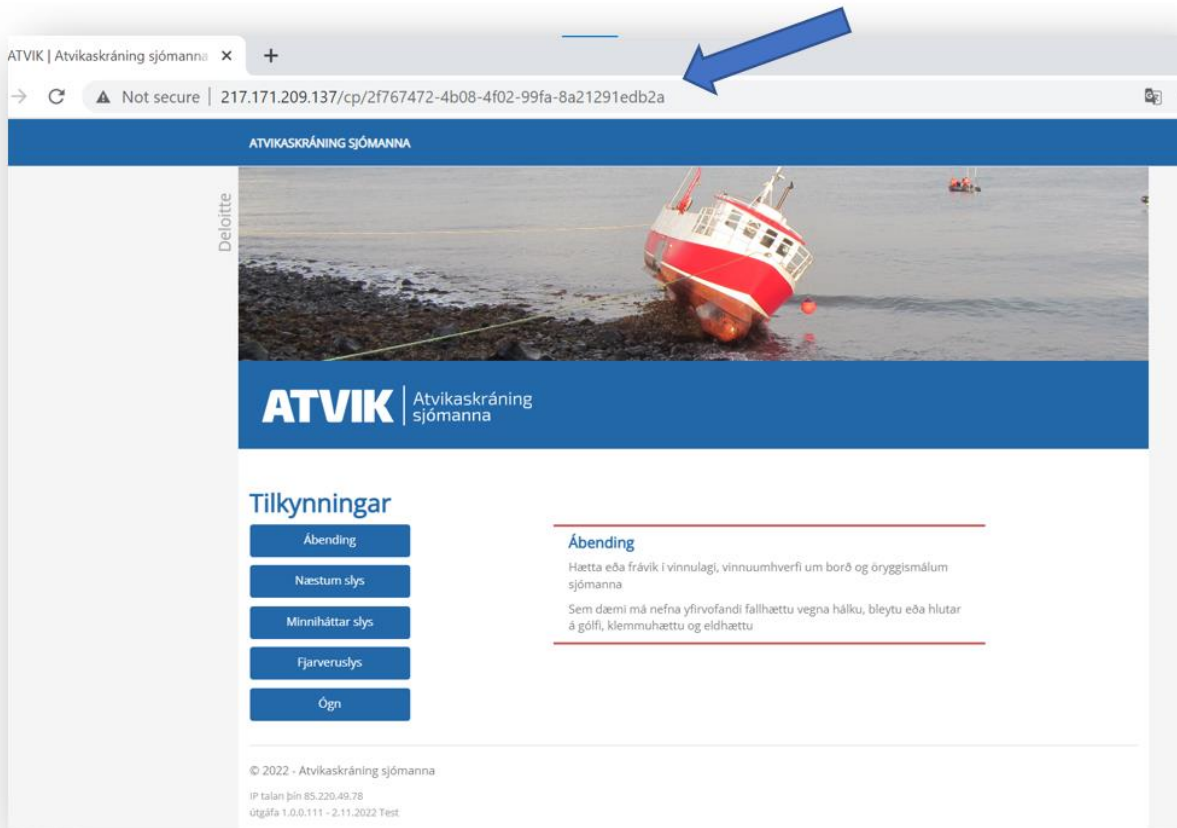 ATVIK | Atvikaskráning sjómanna
Not secure | 217.171.209.137/cp/2f767472-4b08-4f02-99fa-8a21291edb2a
ATVIKASKRÁNING SJÓMANNA
Deloitte
ATVIK | Atvikaskráning
sjómanna
Tilkynningar
Ábending
Næstum slys
Minniháttar slys
Fjarveruslys
Ógn
Ábending
Hætta eða frávik í vinnulagi, vinnuumhverfi um borð og öryggismálum
sjómanna
Sem dæmi má nefna yfirvofandi fallhættu vegna hálku, bleytu eða hlutar
á gólfi, klemmuhættu og eldhættu
© 2022 - Atvikaskráning sjómanna
IP talan þín 85.220.49.78
útgáfa 1.0.0.111 - 2.11.2022 Test